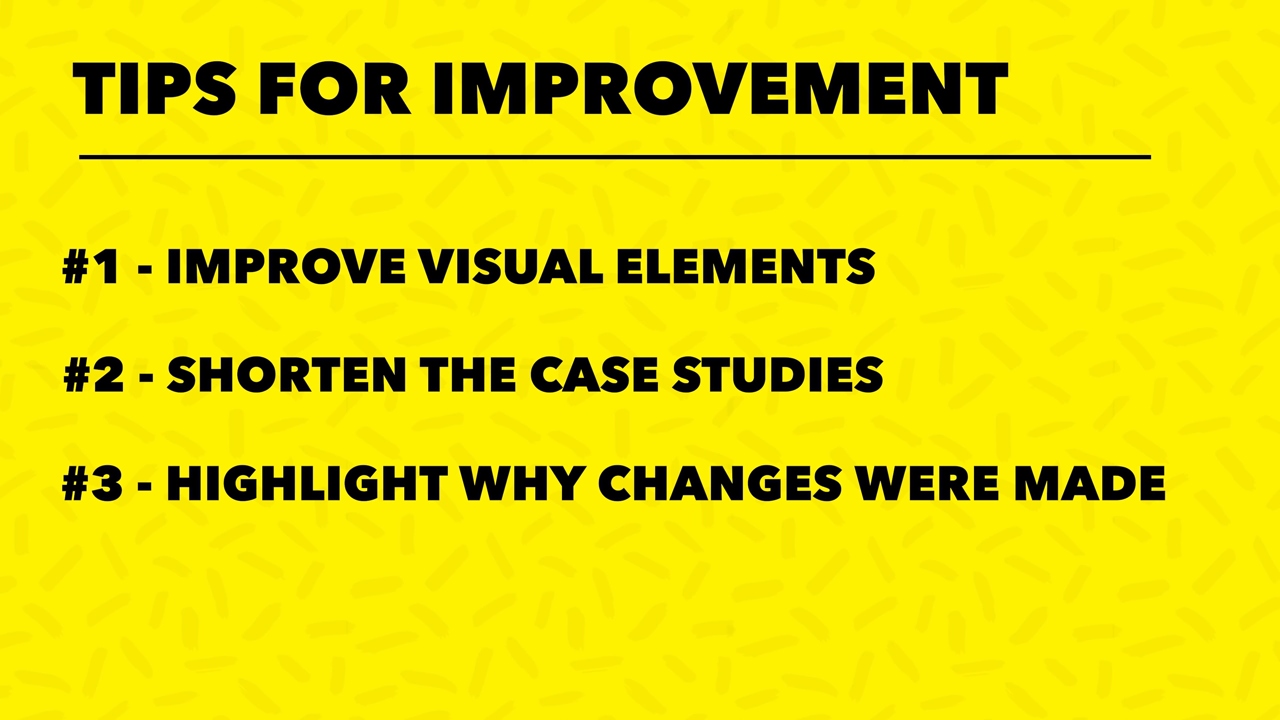 TIPS FOR IMPROVEMENT
#1 - IMPROVE VISUAL ELEMENTS
#2 - SHORTEN THE CASE STUDIES
#3 - HIGHLIGHT WHY CHANGES WERE MADE